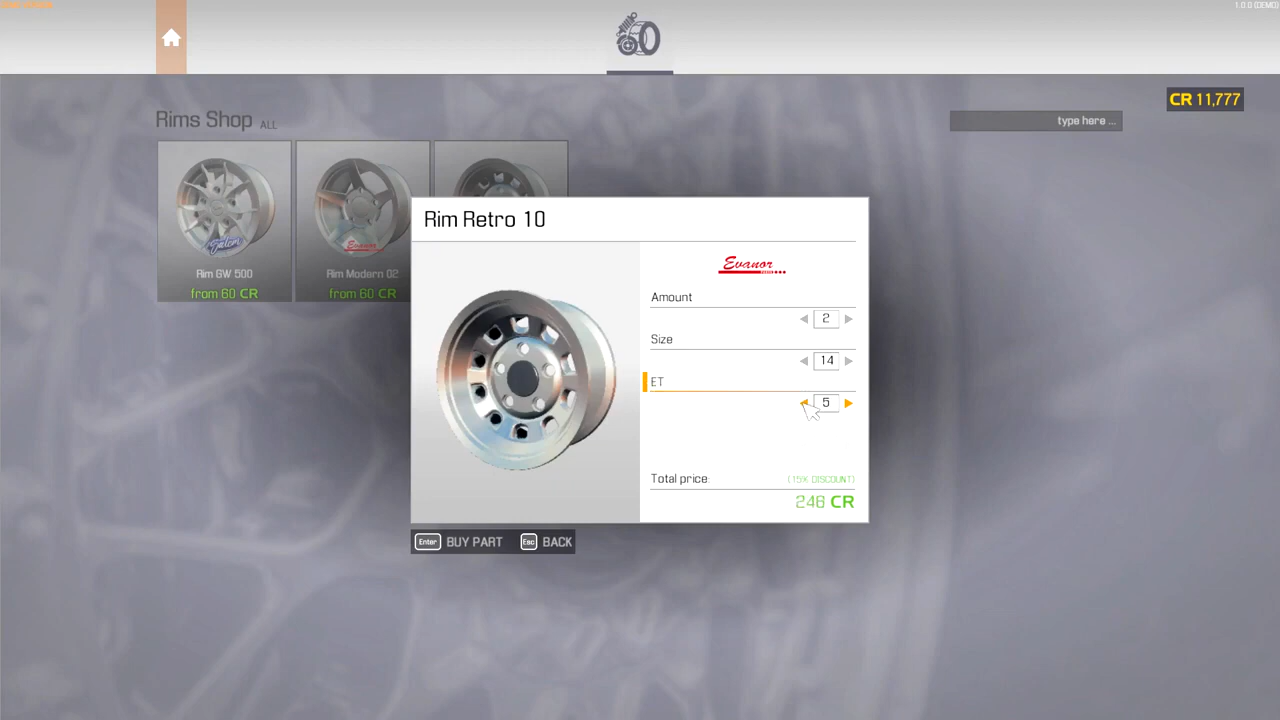 1.0.0 (DEMO)
CR 11,777
Rims Shop ALL
type here ...
Rim GW 500
from 60 CR
Rim Modern 02
from 60 CR
Rim Retro 10
Evanor
Amount
2
Size
14
ET
5
Total price:
(15% DISCOUNT)
246 CR
Enter BUY PART Esc BACK